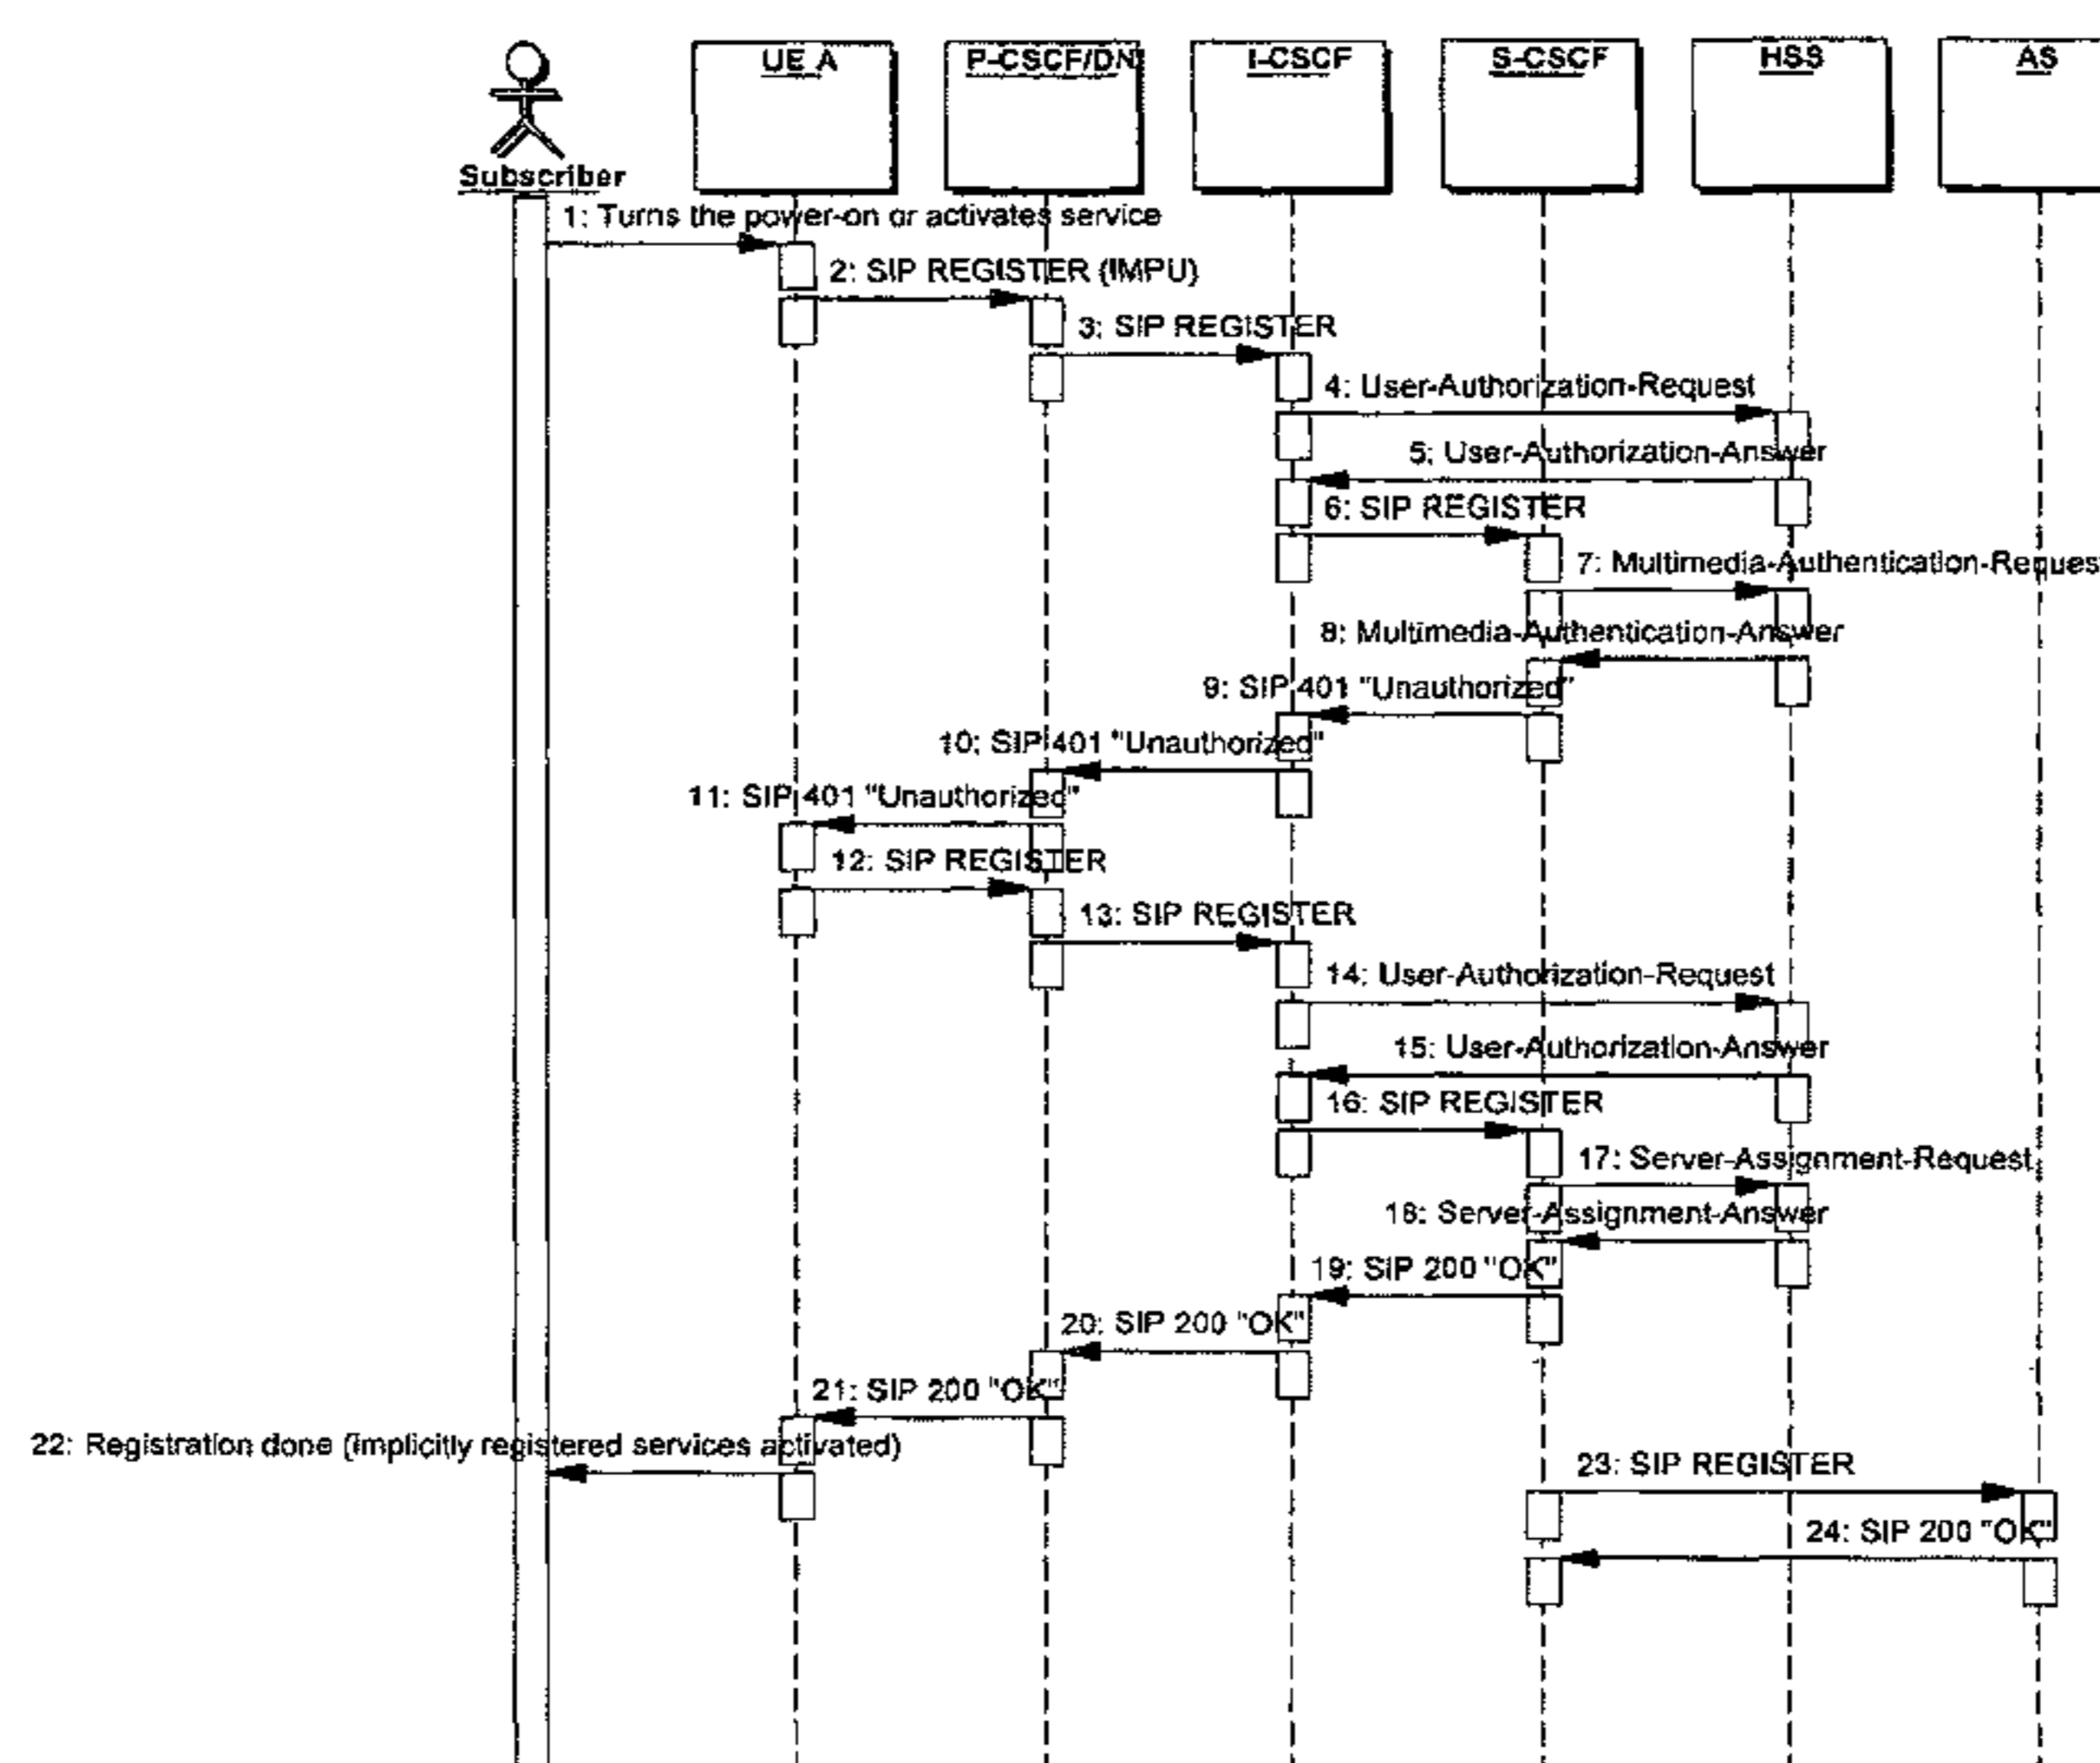 UE A
P-CSCF/DN
I-CSCF
S-CSCF
HSS
AS
Subscriber
1: Turns the power-on or activates service
2: SIP REGISTER (IMPU)
3: SIP REGISTER
4: User-Authorization-Request
5: User-Authorization-Answer
6: SIP REGISTER
7: Multimedia-Authentication-Reques
8: Multimedia-Authentication-Answer
9: SIP 401 "Unauthorized"
10: SIP 401 "Unauthorized"
11: SIP 401 "Unauthorized"
12: SIP REGISTER
13: SIP REGISTER
14: User-Authorization-Request
15: User-Authorization-Answer
16: SIP REGISTER
17: Server-Assignment-Request
18: Server-Assignment-Answer
19: SIP 200 "OK"
20: SIP 200 "OK"
21: SIP 200 "OK"
22: Registration done (implicitly registered services activated)
23: SIP REGISTER
24: SIP 200 "OK"